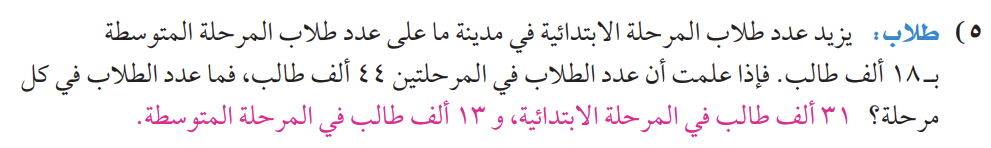 ٥) طلاب: يزيد عدد طلاب المرحلة الابتدائية في مدينة ما على عدد طلاب المرحلة المتوسطة
بـ ١٨ ألف طالب. فإذا علمت أن عدد الطلاب في المرحلتين ٤٤ ألف طالب، فما عدد الطلاب في كل
مرحلة؟ ٣١ ألف طالب في المرحلة الابتدائية، و ١٣ ألف طالب في المرحلة المتوسطة.